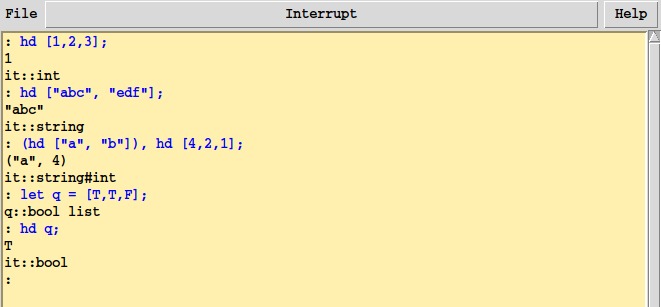 File Interrupt Help
: hd [1,2,3];
1
it::int
: hd ["abc", "edf"];
"abc"
it::string
: (hd ["a", "b"]), hd [4,2,1];
("a", 4)
it::string#int
: let q = [T,T,F];
q::bool list
: hd q;
T
it::bool
: